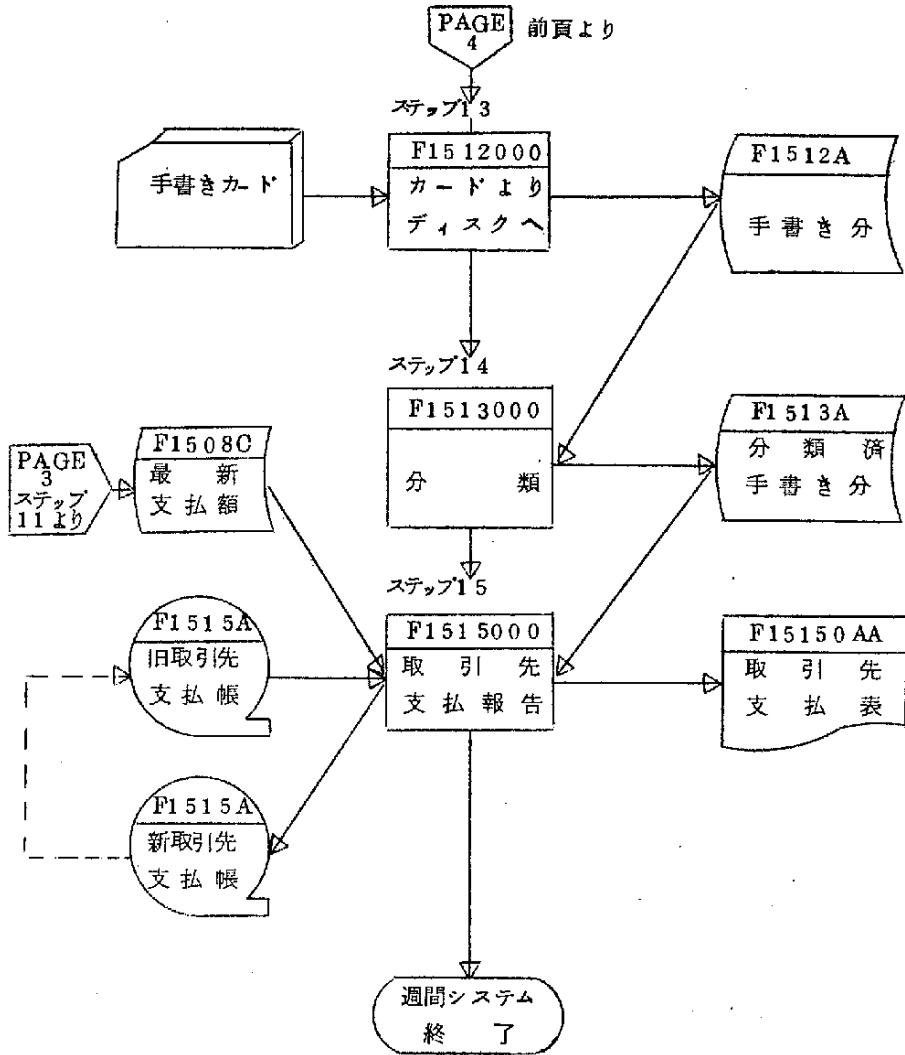 PAGE
4
前頁より
ステップ13
手書きカード
F1512000
カードより
ディスクへ
F1512A
手書き分
ステップ14
F1513000
分類
F1513A
分類済
手書き分
PAGE
3
ステップ
11より
F1508C
最新
支払額
ステップ15
F1515A
旧取引先
支払帳
F1515000
取引先
支払報告
F15150AA
取引先
支払表
F1515A
新取引先
支払帳
週間システム
終了